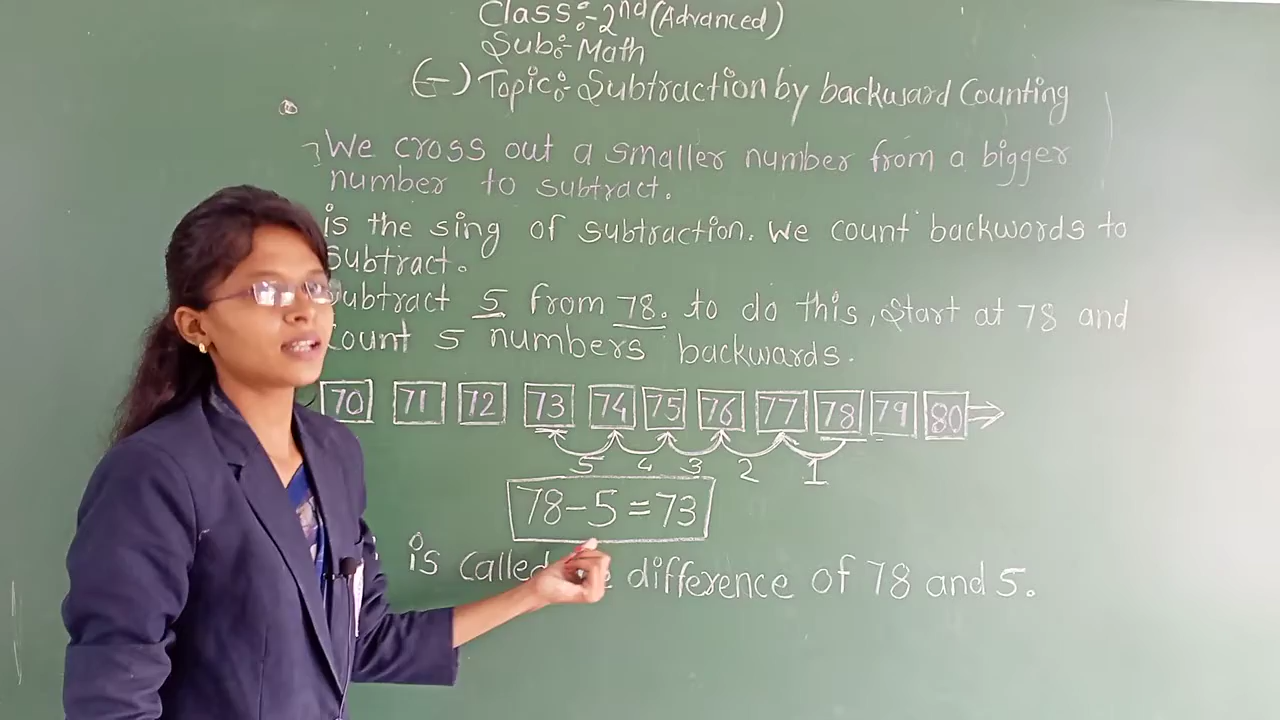 Class:-2nd (Advanced)
Sub:- Math
(-) Topic:- Subtraction by backward Counting
We cross out a smaller number from a bigger
number to subtract.
is the sing of subtraction. We count backwords to
subtract.
Subtract 5 from 78. to do this, Start at 78 and
count 5 numbers backwards.
70 71 72 73 74 75 76 77 78 79 80
5 4 3 2 1
78-5=73
is called difference of 78 and 5.